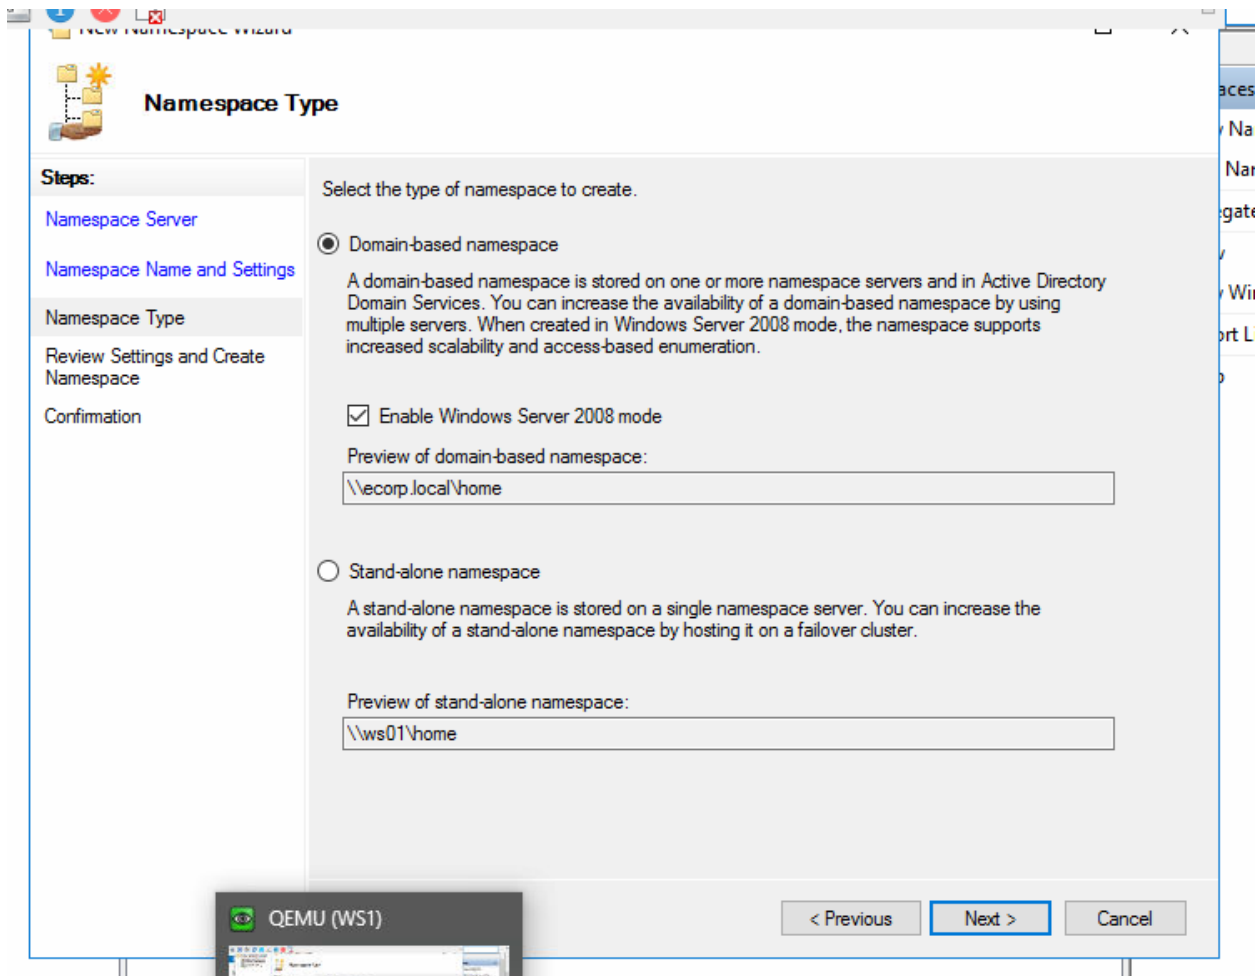 New Namespace Wizard
Namespace Type
Steps:
Namespace Server
Namespace Name and Settings
Namespace Type
Review Settings and Create
Namespace
Confirmation
Select the type of namespace to create.
Domain-based namespace
A domain-based namespace is stored on one or more namespace servers and in Active Directory
Domain Services. You can increase the availability of a domain-based namespace by using
multiple servers. When created in Windows Server 2008 mode, the namespace supports
increased scalability and access-based enumeration.
Enable Windows Server 2008 mode
Preview of domain-based namespace:
\\ecorp.local\home
Stand-alone namespace
A stand-alone namespace is stored on a single namespace server. You can increase the
availability of a stand-alone namespace by hosting it on a failover cluster.
Preview of stand-alone namespace:
\\ws01\home
< Previous
Next >
Cancel
QEMU (WS1)